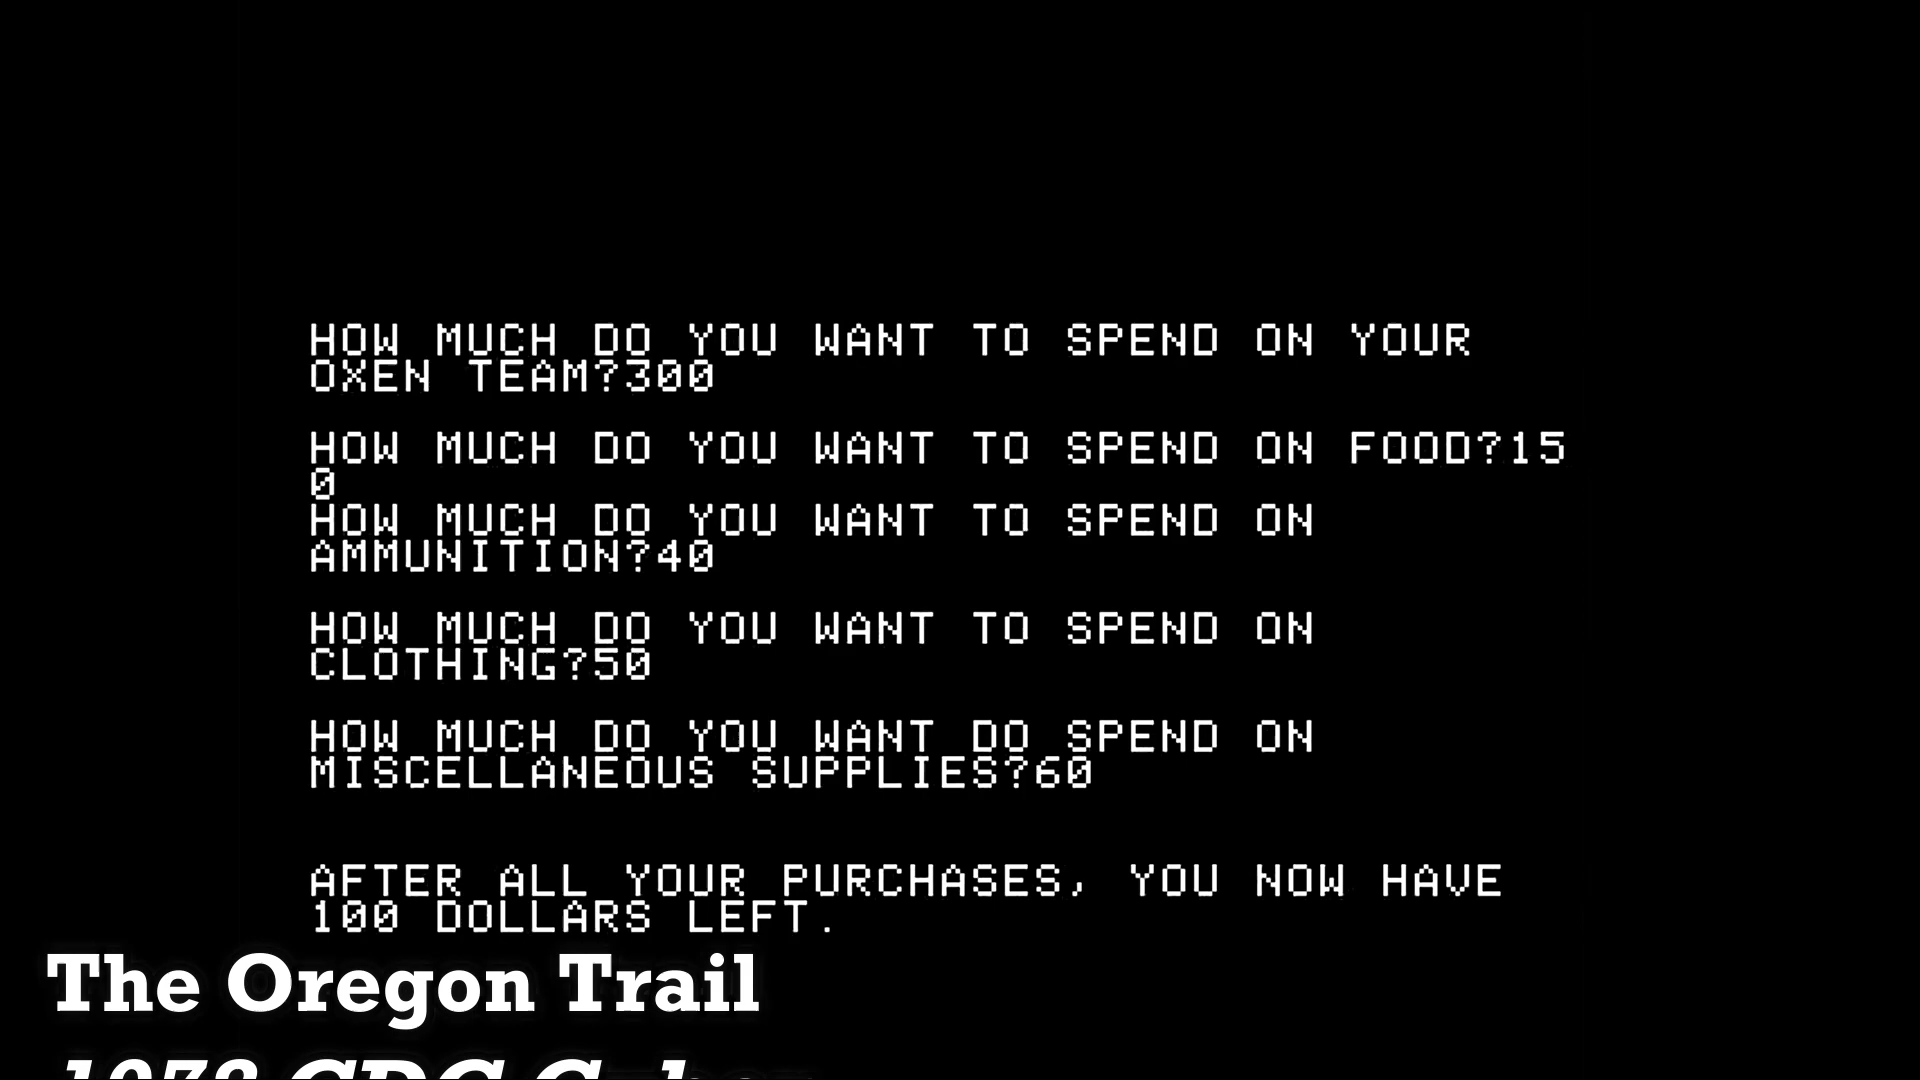 HOW MUCH DO YOU WANT TO SPEND ON YOUR
OXEN TEAM?300
HOW MUCH DO YOU WANT TO SPEND ON FOOD?15
0
HOW MUCH DO YOU WANT TO SPEND ON
AMMUNITION?40
HOW MUCH DO YOU WANT TO SPEND ON
CLOTHING?50
HOW MUCH DO YOU WANT DO SPEND ON
MISCELLANEOUS SUPPLIES?60
AFTER ALL YOUR PURCHASES, YOU NOW HAVE
100 DOLLARS LEFT.
The Oregon Trail
CDC